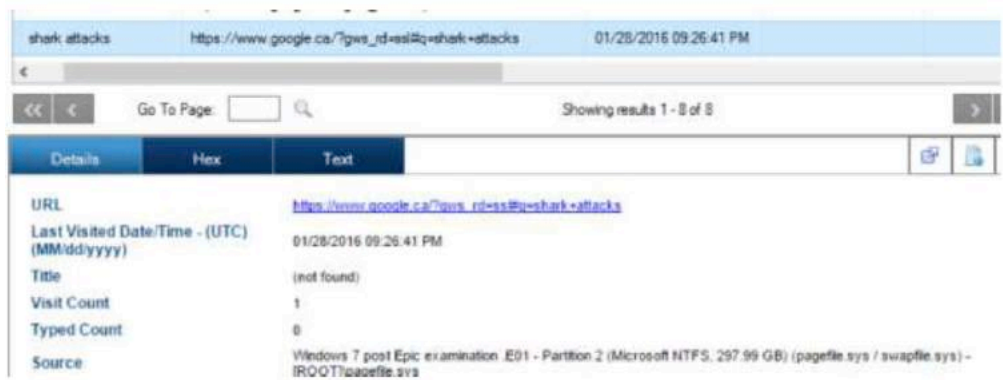 shark attacks https://www.google.ca/?gws_rd=ssl#q=shark+attacks 01/28/2016 09:26:41 PM
Go To Page: Showing results 1 - 8 of 8
Details Hex Text
URL https://www.google.ca/?gws_rd=ssl#q=shark+attacks
Last Visited Date/Time - (UTC) (MM/dd/yyyy) 01/28/2016 09:26:41 PM
Title (not found)
Visit Count 1
Typed Count 0
Source Windows 7 post Epic examination .E01 - Partition 2 (Microsoft NTFS, 297.99 GB) (pagefile.sys / swapfile.sys) -
[ROOT]\pagefile.sys